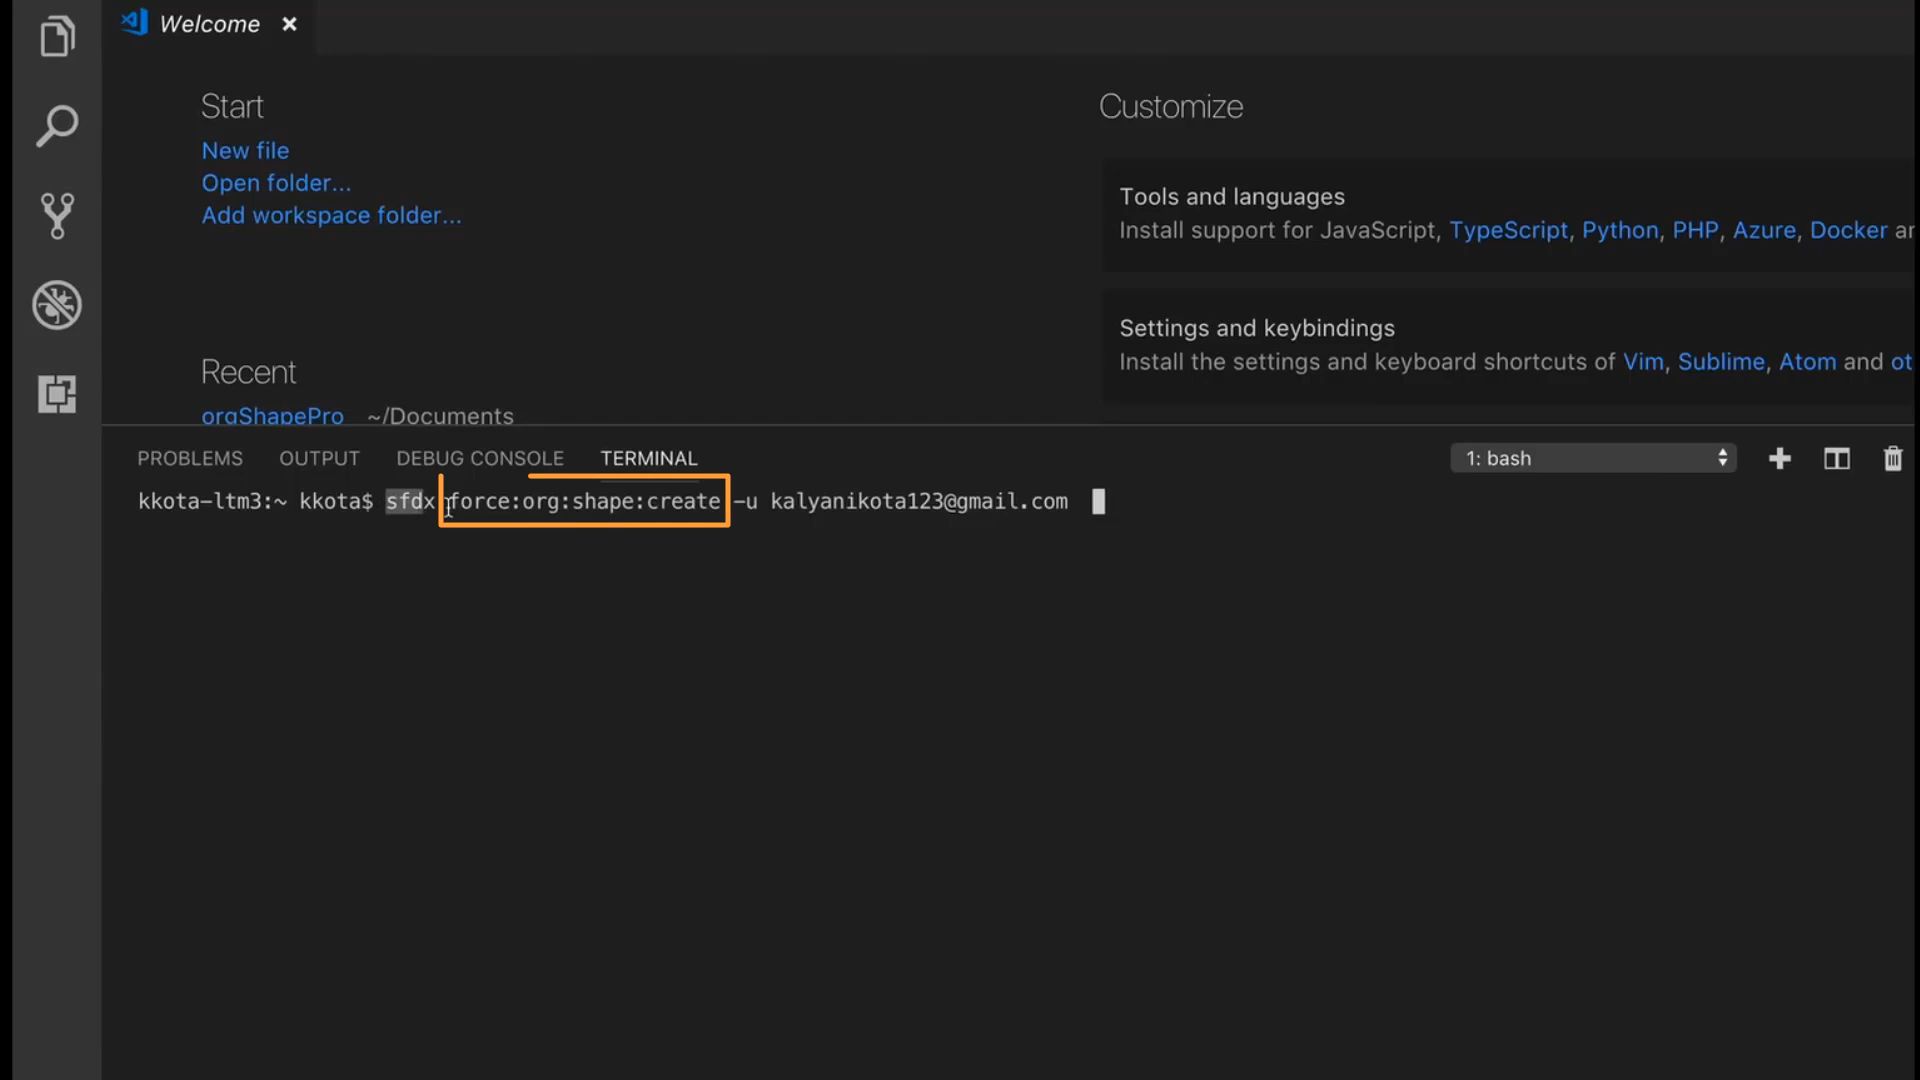 Welcome
Start
New file
Open folder...
Add workspace folder...
Recent
orgShapePro ~/Documents
Customize
Tools and languages
Install support for JavaScript, TypeScript, Python, PHP, Azure, Docker ar
Settings and keybindings
Install the settings and keyboard shortcuts of Vim, Sublime, Atom and ot
PROBLEMS OUTPUT DEBUG CONSOLE TERMINAL 1: bash
kkota-ltm3:~ kkota$ sfdx force:org:shape:create -u kalyanikota123@gmail.com